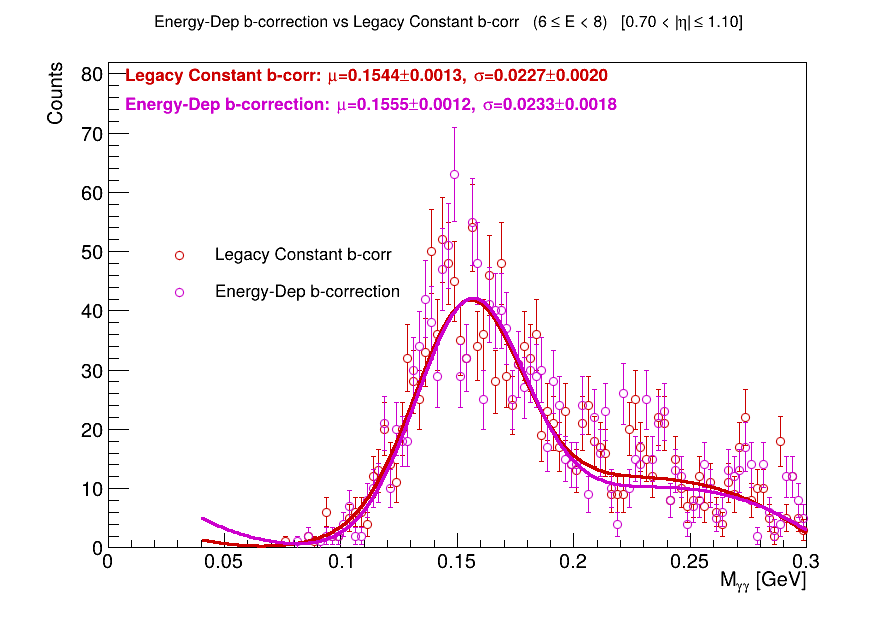 Energy-Dep b-correction vs Legacy Constant b-corr (6 ≤ E < 8) [0.70 < |η| ≤ 1.10]
Counts
Legacy Constant b-corr: μ=0.1544±0.0013, σ=0.0227±0.0020
Energy-Dep b-correction: μ=0.1555±0.0012, σ=0.0233±0.0018
Legacy Constant b-corr
Energy-Dep b-correction
80
70
60
50
40
30
20
10
0
0 0.05 0.1 0.15 0.2 0.25 0.3
M_γγ [GeV]